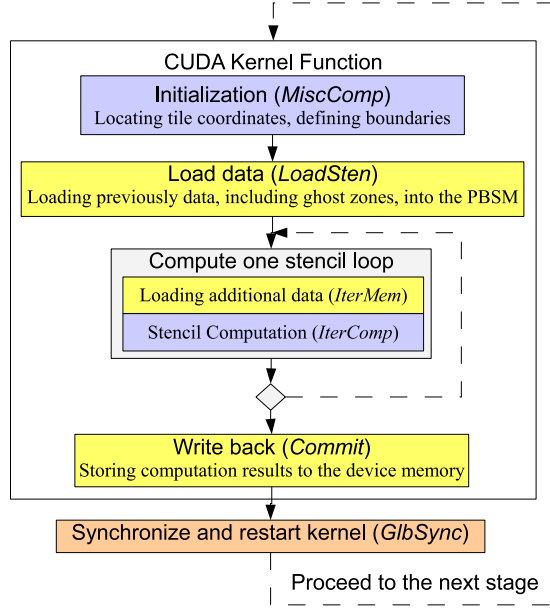 CUDA Kernel Function
Initialization (MiscComp)
Locating tile coordinates, defining boundaries
Load data (LoadSten)
Loading previously data, including ghost zones, into the PBSM
Compute one stencil loop
Loading additional data (IterMem)
Stencil Computation (IterComp)
Write back (Commit)
Storing computation results to the device memory
Synchronize and restart kernel (GlbSync)
Proceed to the next stage